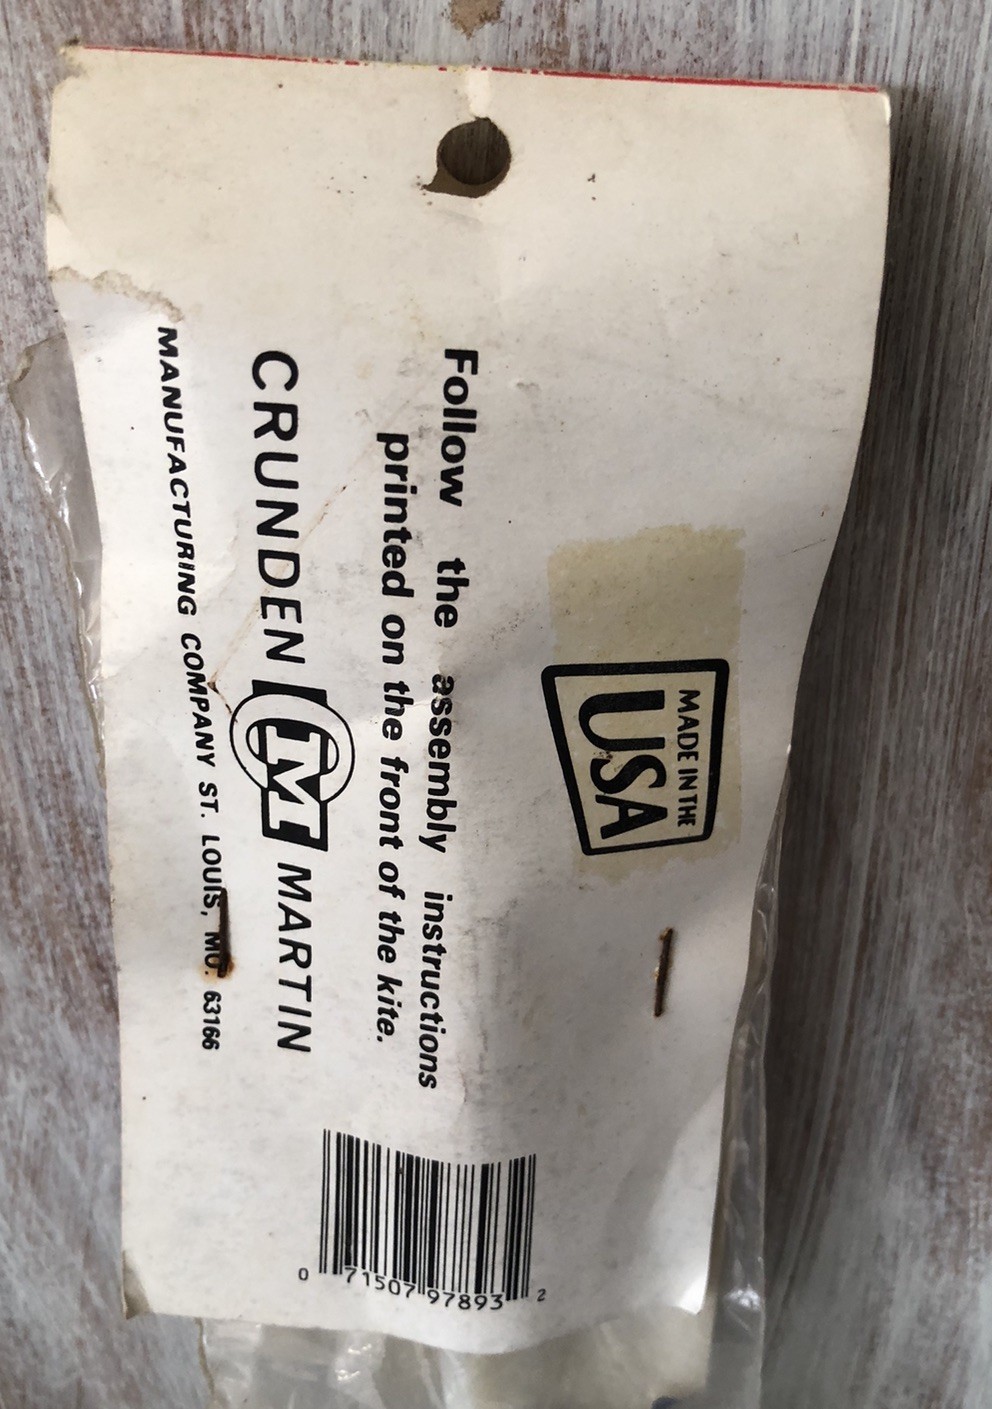 MADE IN THE
USA
Follow the assembly instructions
printed on the front of the kite.
CRUNDEN CM MARTIN
MANUFACTURING COMPANY ST. LOUIS, MO. 63166
0 71507 97893 2